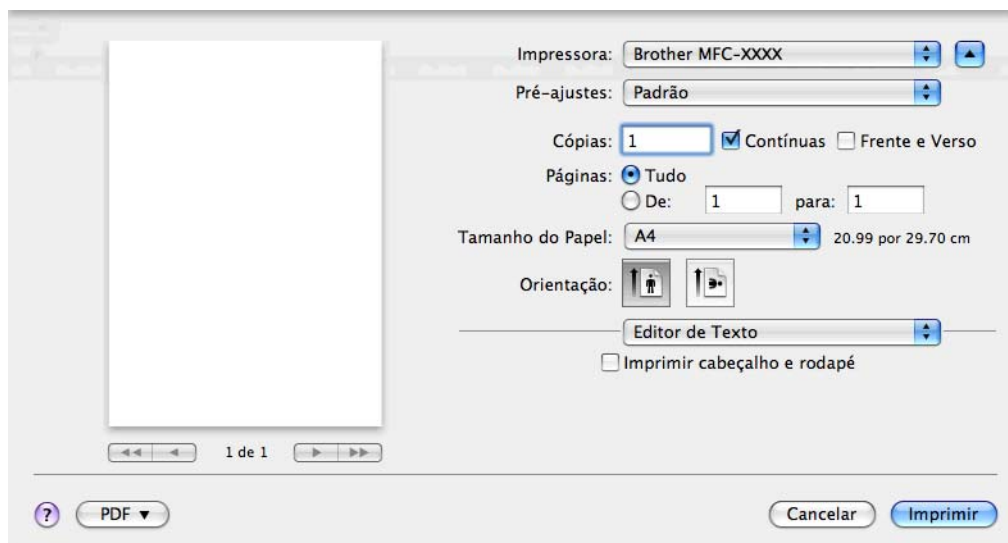 Impressora: Brother MFC-XXXX
Pré-ajustes: Padrão
Cópias: 1 Contínuas Frente e Verso
Páginas: Tudo
De: 1 para: 1
Tamanho do Papel: A4 20.99 por 29.70 cm
Orientação:
Editor de Texto
Imprimir cabeçalho e rodapé
1 de 1
? PDF Cancelar Imprimir